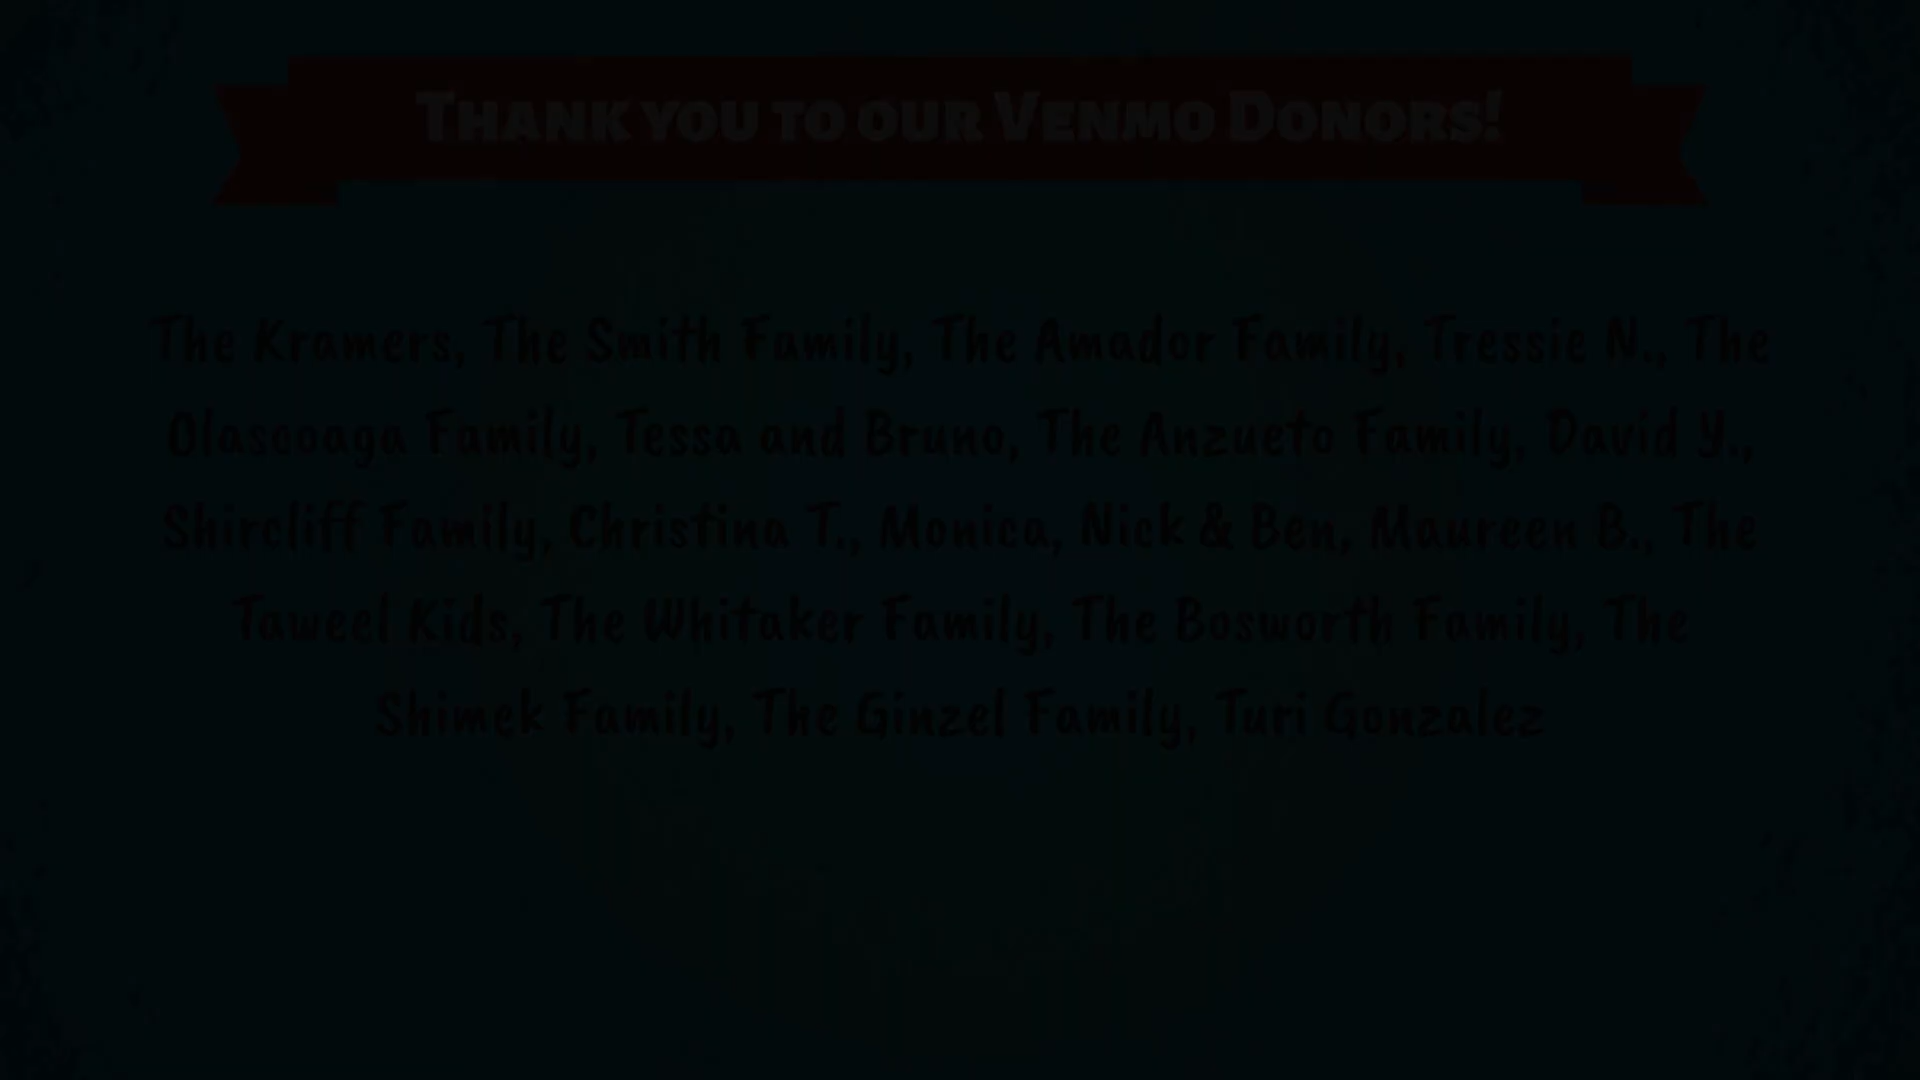 Thank you to our Venmo Donors!
The Kramers, The Smith Family, The Amador Family, Tressie N., The
Olascoaga Family, Tessa and Bruno, The Anzueto Family, David Y.,
Shircliff Family, Christina T., Monica, Nick & Ben, Maureen B., The
Taweel Kids, The Whitaker Family, The Bosworth Family, The
Shimek Family, The Ginzel Family, Turi Gonzalez